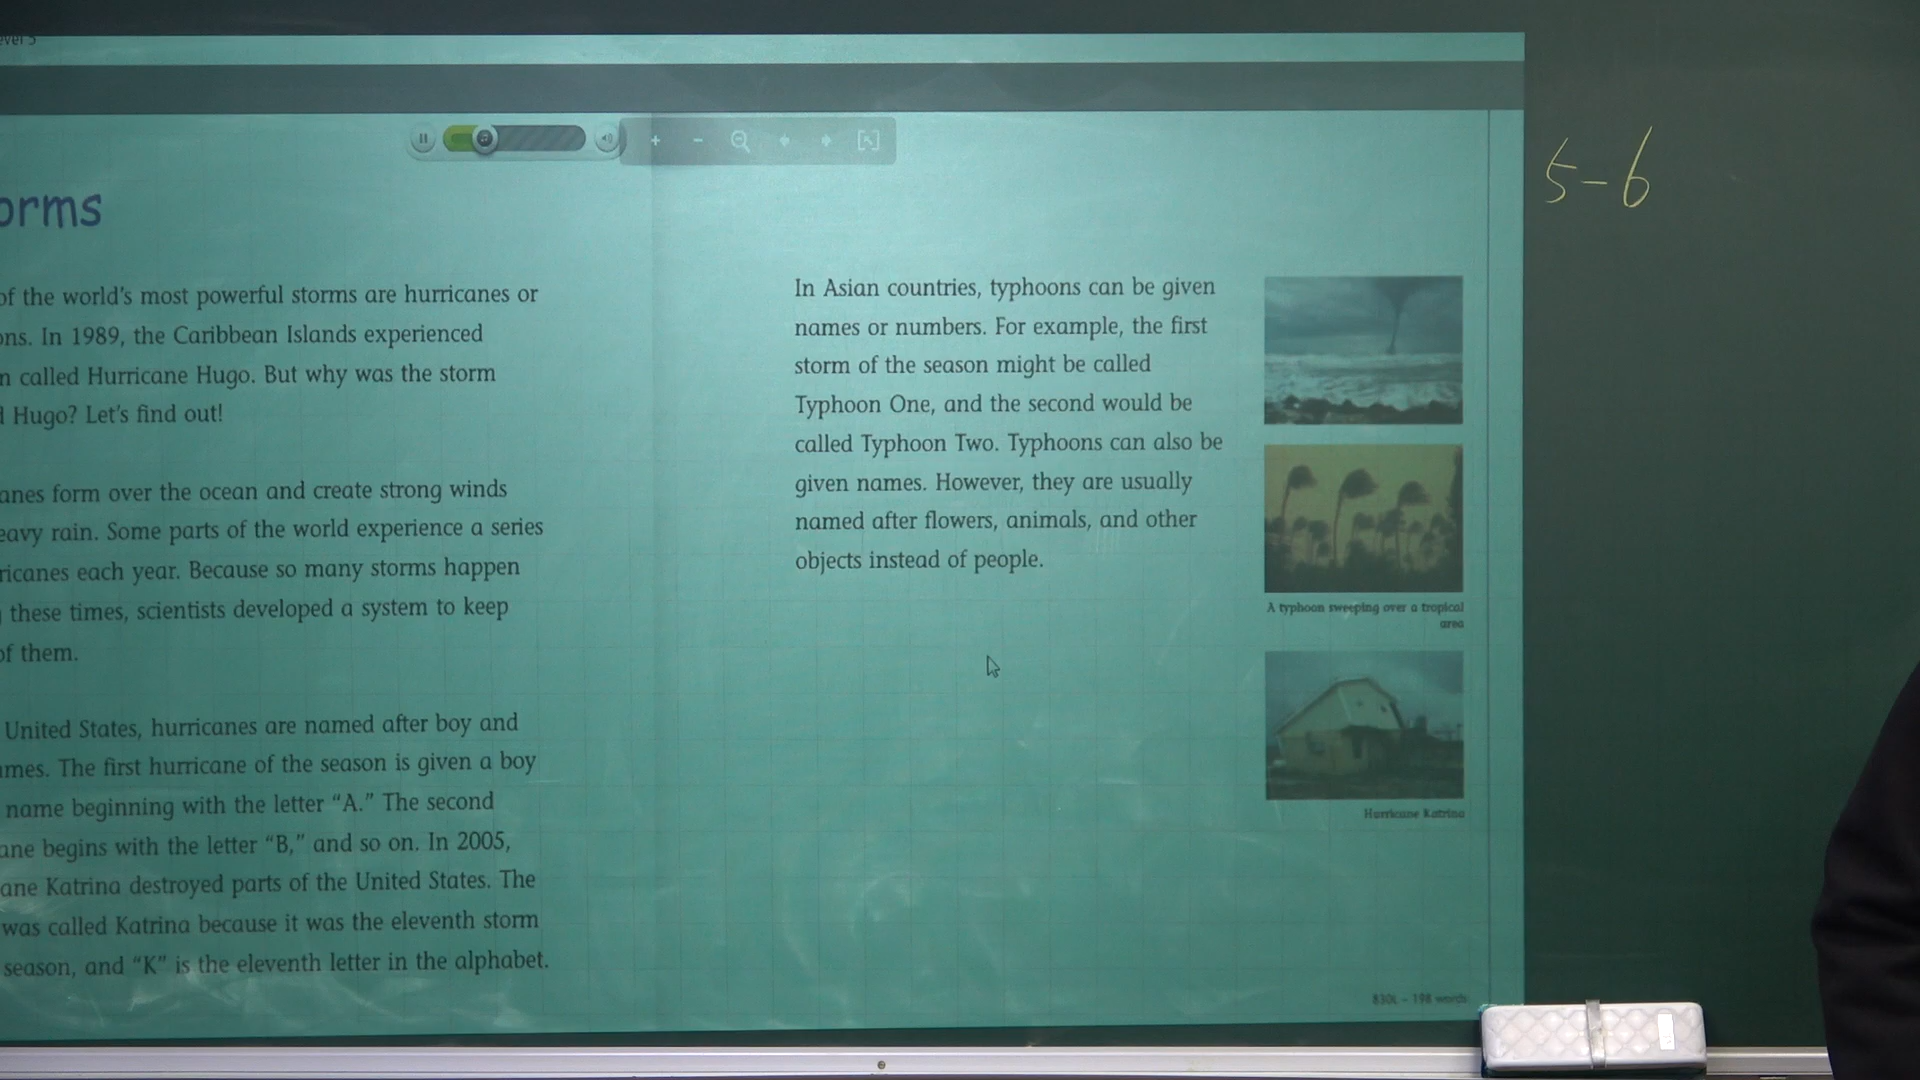 evel 5
orms
of the world's most powerful storms are hurricanes or
ons. In 1989, the Caribbean Islands experienced
n called Hurricane Hugo. But why was the storm
d Hugo? Let's find out!
anes form over the ocean and create strong winds
eavy rain. Some parts of the world experience a series
ricanes each year. Because so many storms happen
g these times, scientists developed a system to keep
of them.
United States, hurricanes are named after boy and
ames. The first hurricane of the season is given a boy
name beginning with the letter “A.” The second
ane begins with the letter “B,” and so on. In 2005,
ane Katrina destroyed parts of the United States. The
was called Katrina because it was the eleventh storm
season, and “K” is the eleventh letter in the alphabet.
In Asian countries, typhoons can be given
names or numbers. For example, the first
storm of the season might be called
Typhoon One, and the second would be
called Typhoon Two. Typhoons can also be
given names. However, they are usually
named after flowers, animals, and other
objects instead of people.
A typhoon sweeping over a tropical
area
Hurricane Katrina
830L – 198 words
5-6